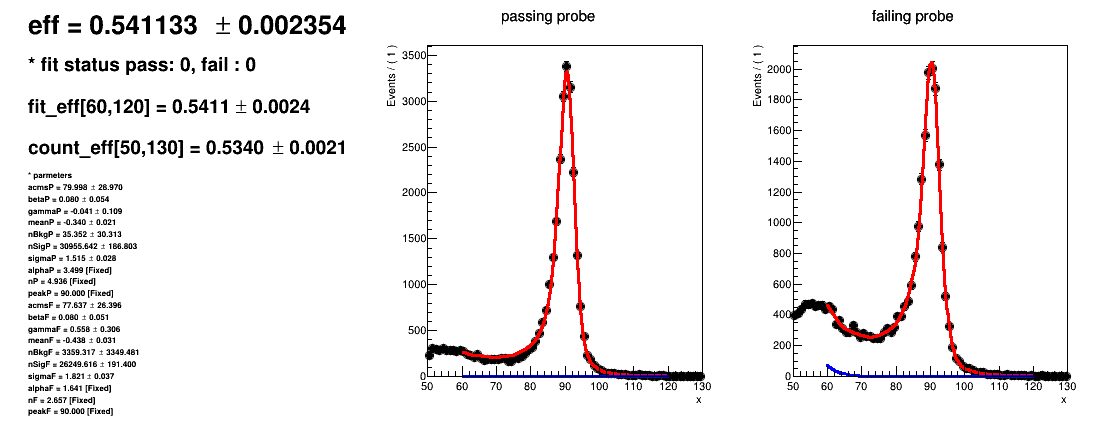 eff = 0.541133 ± 0.002354
* fit status pass: 0, fail : 0
fit_eff[60,120] = 0.5411 ± 0.0024
count_eff[50,130] = 0.5340 ± 0.0021
* parmeters
acmsP = 79.998 ± 28.970
betaP = 0.080 ± 0.054
gammaP = -0.041 ± 0.109
meanP = -0.340 ± 0.021
nBkgP = 35.352 ± 30.313
nSigP = 30955.642 ± 186.803
sigmaP = 1.515 ± 0.028
alphaP = 3.499 [Fixed]
nP = 4.936 [Fixed]
peakP = 90.000 [Fixed]
acmsF = 77.637 ± 26.396
betaF = 0.080 ± 0.051
gammaF = 0.558 ± 0.306
meanF = -0.438 ± 0.031
nBkgF = 3359.317 ± 3349.481
nSigF = 26249.616 ± 191.400
sigmaF = 1.821 ± 0.037
alphaF = 1.641 [Fixed]
nF = 2.657 [Fixed]
peakF = 90.000 [Fixed]
passing probe
Events / ( 1 )
3500
3000
2500
2000
1500
1000
500
0
50 60 70 80 90 100 110 120 130
x
failing probe
Events / ( 1 )
2000
1800
1600
1400
1200
1000
800
600
400
200
0
50 60 70 80 90 100 110 120 130
x